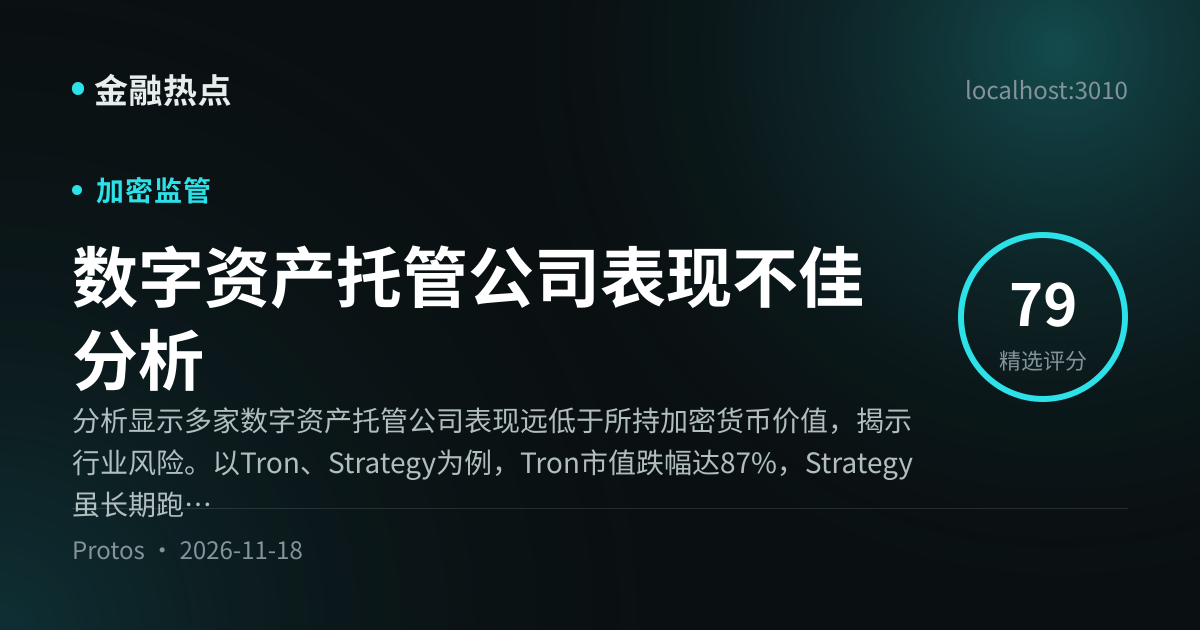 金融热点
localhost:3010
加密监管
数字资产托管公司表现不佳
分析
79
精选评分
分析显示多家数字资产托管公司表现远低于所持加密货币价值，揭示
行业风险。以Tron、Strategy为例，Tron市值跌幅达87%，Strategy
虽长期跑…
Protos · 2026-11-18